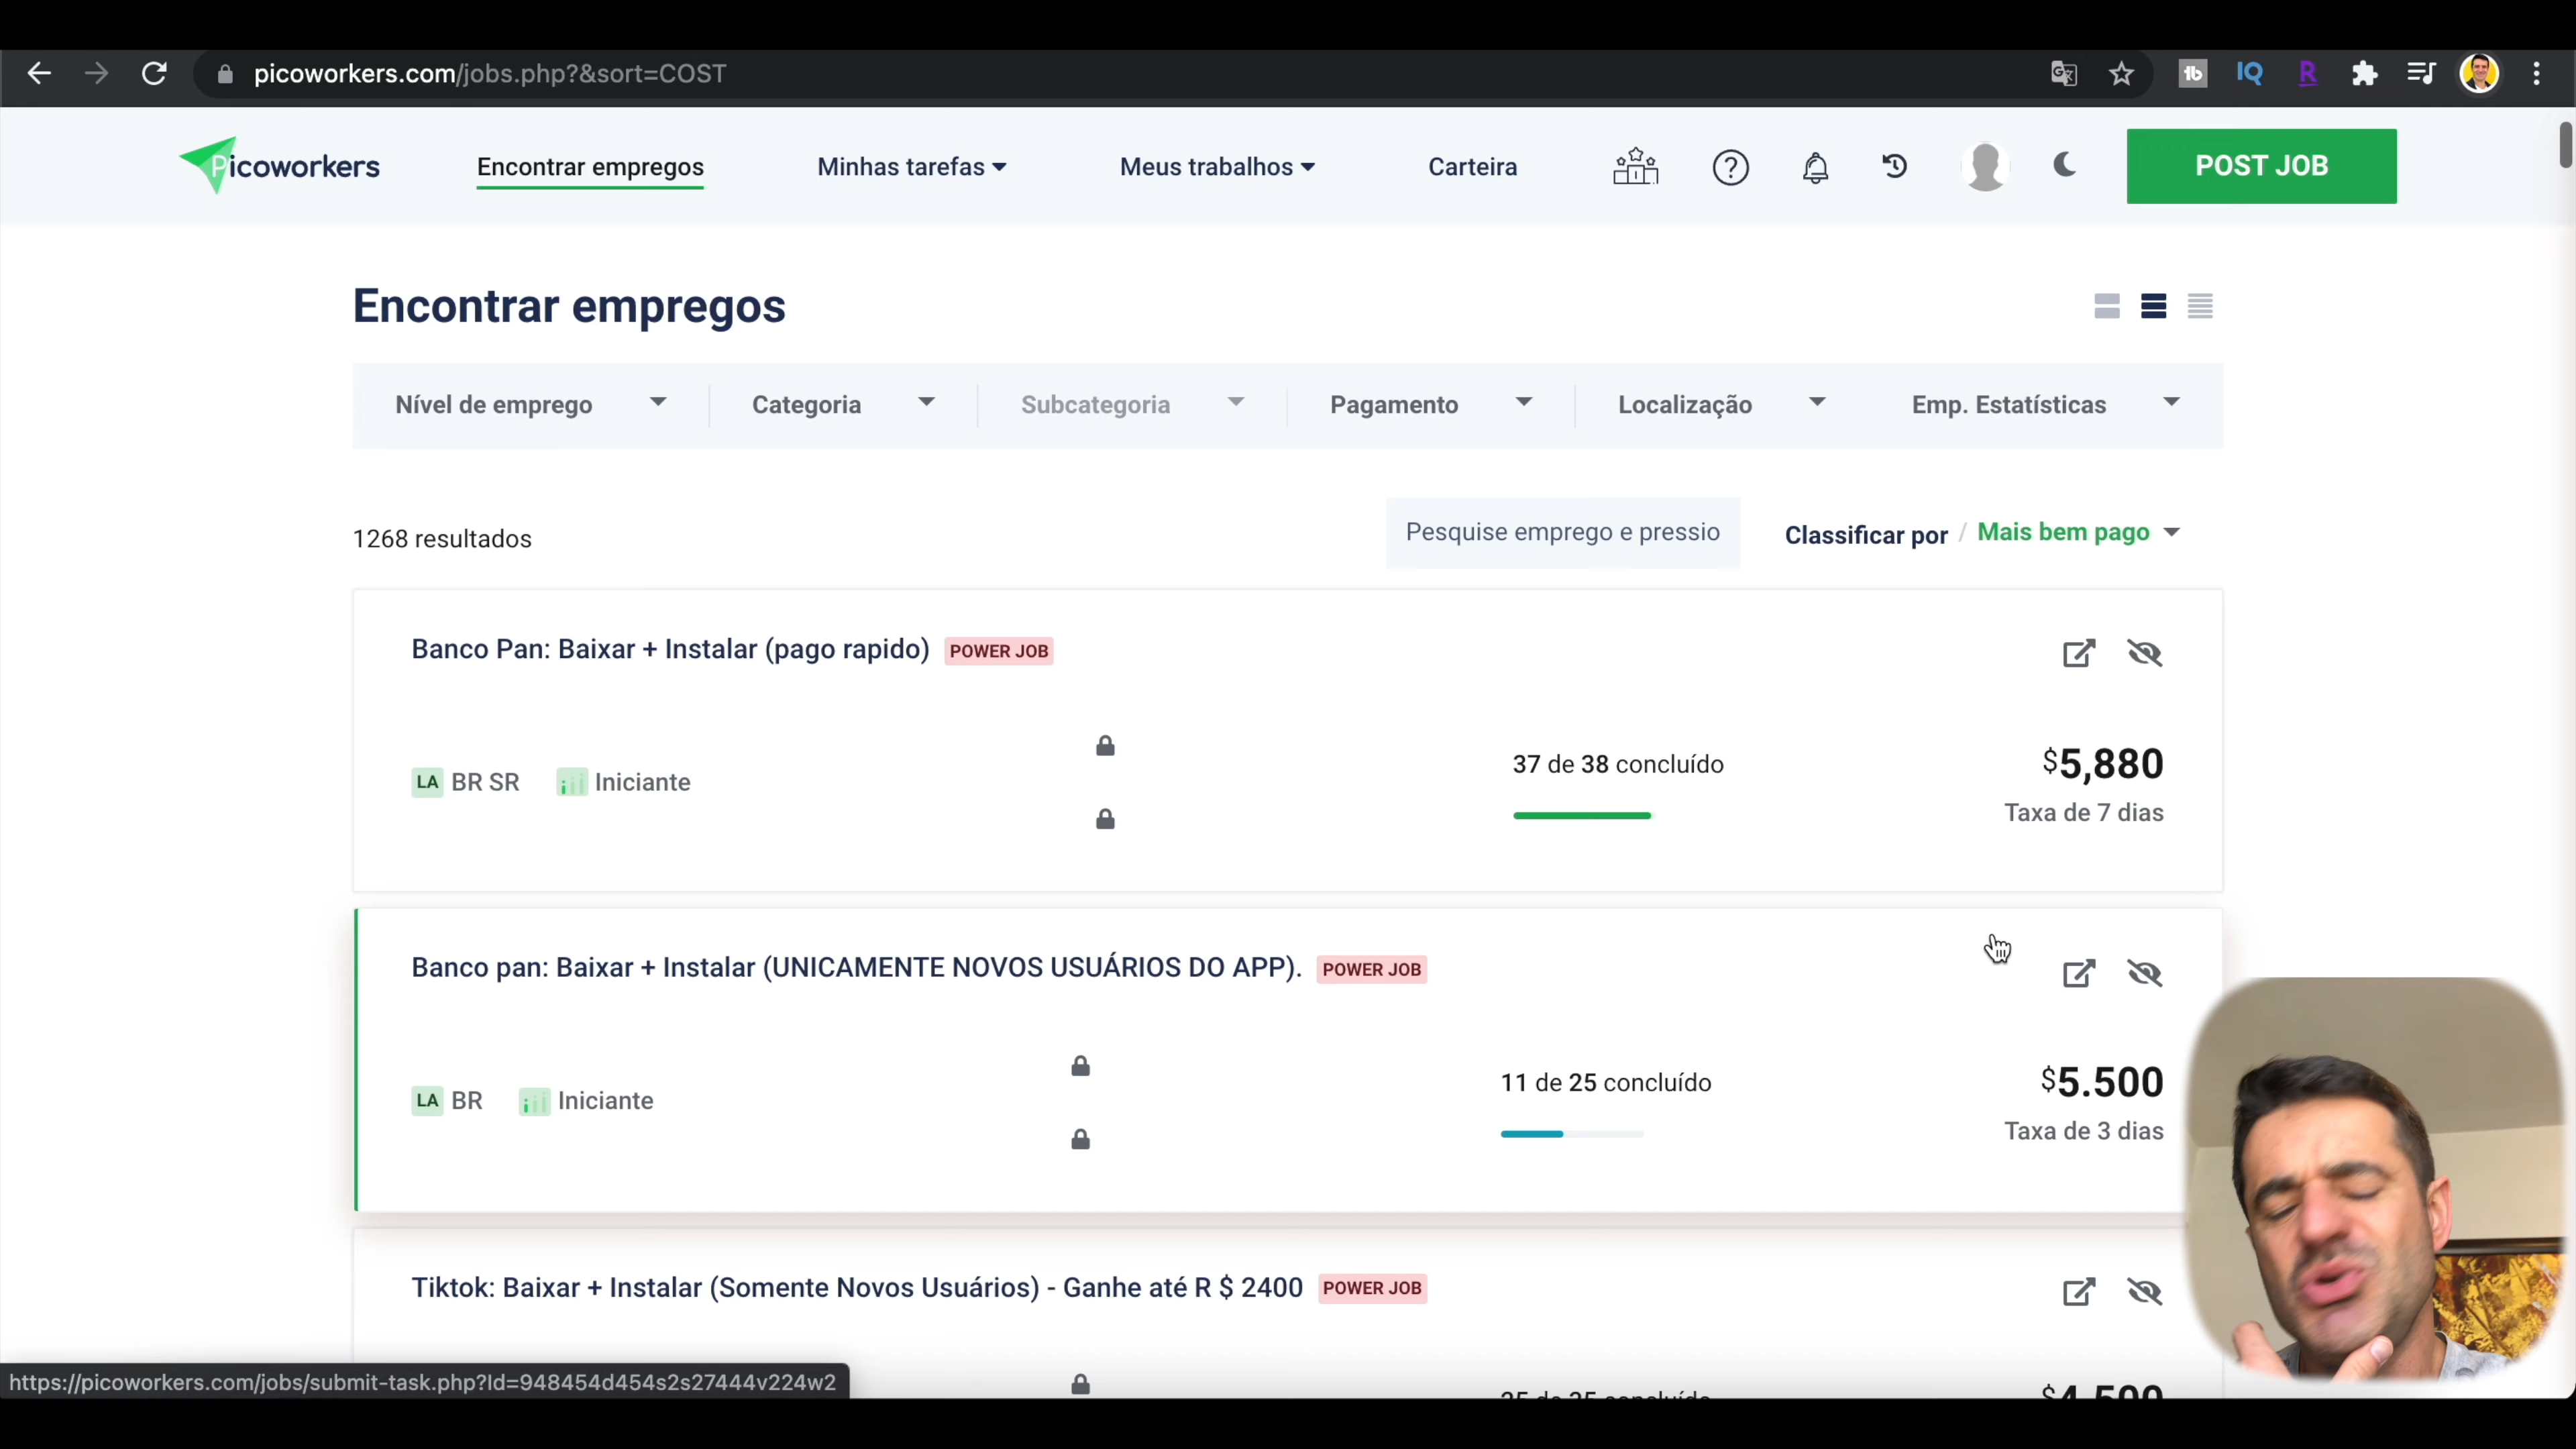 picoworkers.com/jobs.php?&sort=COST
tb IQ R
Picoworkers Encontrar empregos Minhas tarefas Meus trabalhos Carteira POST JOB
Encontrar empregos
Nível de emprego Categoria Subcategoria Pagamento Localização Emp. Estatísticas
1268 resultados Pesquise emprego e pressio Classificar por / Mais bem pago
Banco Pan: Baixar + Instalar (pago rapido) POWER JOB
37 de 38 concluído $5,880
LA BR SR Iniciante Taxa de 7 dias
Banco pan: Baixar + Instalar (UNICAMENTE NOVOS USUÁRIOS DO APP). POWER JOB
11 de 25 concluído $5.500
LA BR Iniciante Taxa de 3 dias
Tiktok: Baixar + Instalar (Somente Novos Usuários) - Ganhe até R $ 2400 POWER JOB
https://picoworkers.com/jobs/submit-task.php?Id=948454d454s2s27444v224w2
$4.500